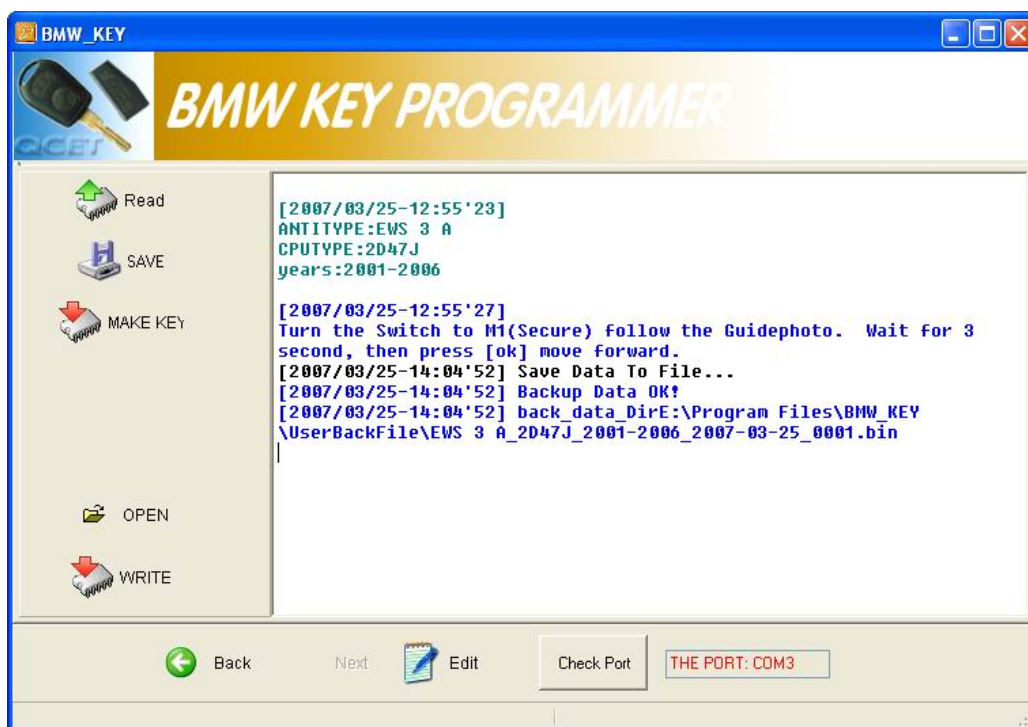 BMW_KEY
BMW KEY PROGRAMMER
QCET
Read
SAVE
MAKE KEY
OPEN
WRITE
[2007/03/25-12:55'23]
ANTITYPE:EWS 3 A
CPUTYPE:2D47J
years:2001-2006
[2007/03/25-12:55'27]
Turn the Switch to M1(Secure) follow the Guidephoto.  Wait for 3
second, then press [ok] move forward.
[2007/03/25-14:04'52] Save Data To File...
[2007/03/25-14:04'52] Backup Data OK!
[2007/03/25-14:04'52] back_data_DirE:\Program Files\BMW_KEY
\UserBackFile\EWS 3 A_2D47J_2001-2006_2007-03-25_0001.bin
Back
Next
Edit
Check Port
THE PORT: COM3